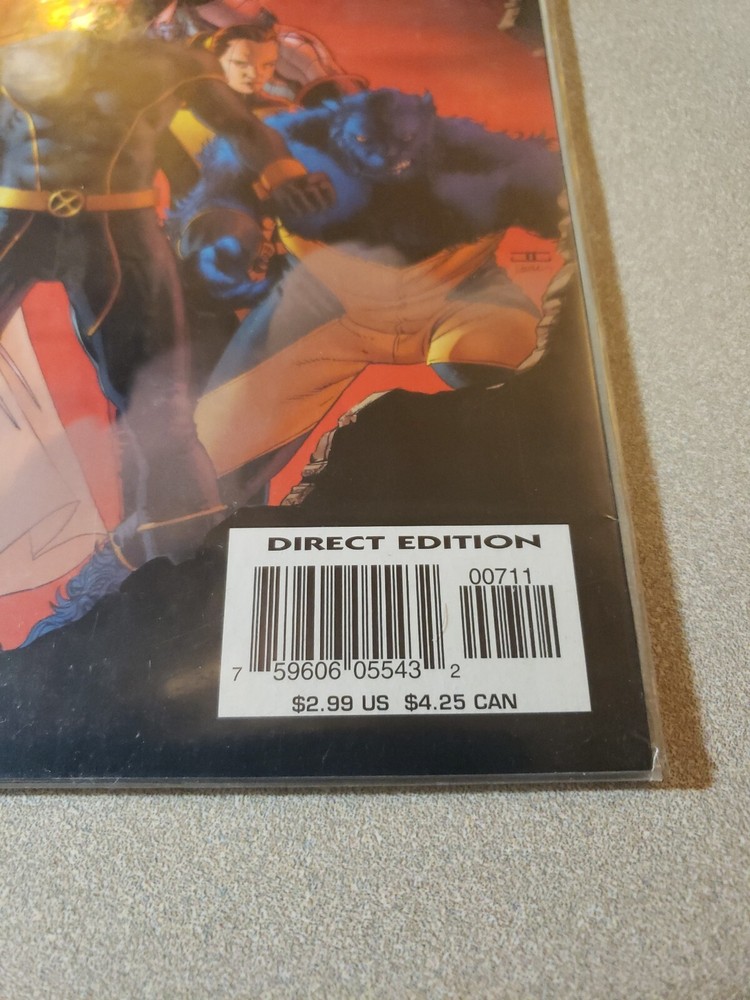 DIRECT EDITION
00711
7 59606 05543 2
$2.99 US $4.25 CAN